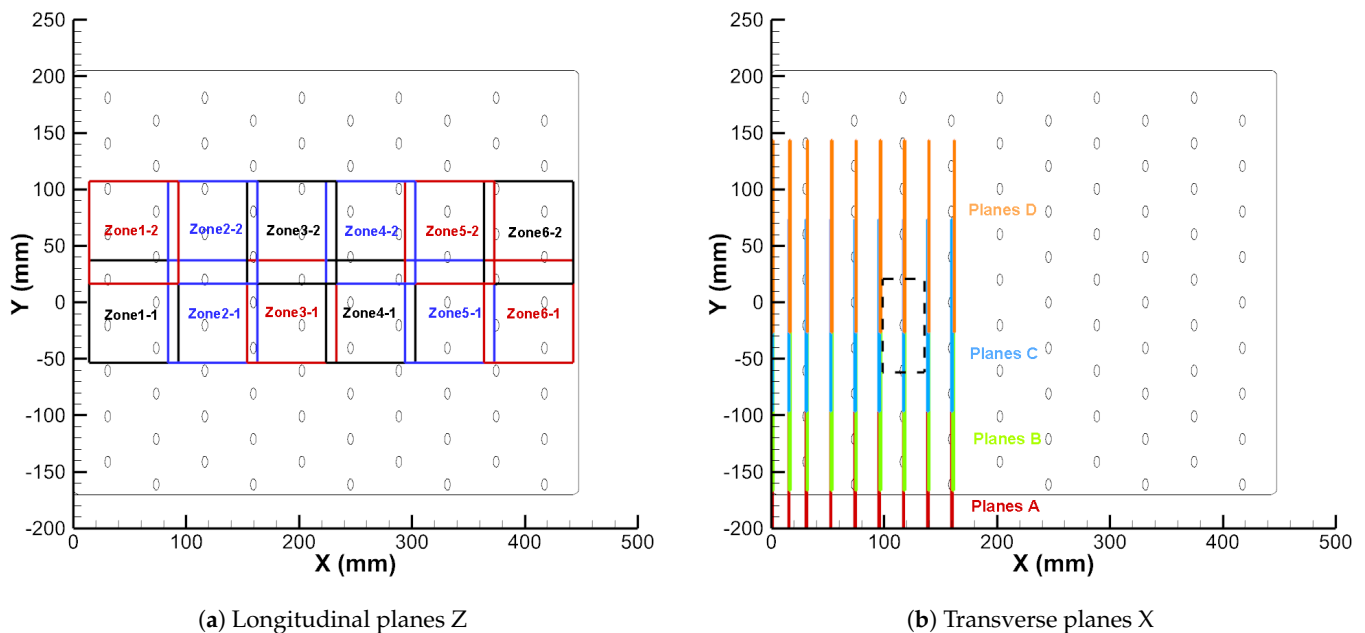 250
200
150
100
50
0
-50
-100
-150
-200
Y (mm)
Zone1-2
Zone2-2
Zone3-2
Zone4-2
Zone5-2
Zone6-2
Zone1-1
Zone2-1
Zone3-1
Zone4-1
Zone5-1
Zone6-1
0 100 200 300 400 500
X (mm)
(a) Longitudinal planes Z
250
200
150
100
50
0
-50
-100
-150
-200
Y (mm)
Planes D
Planes C
Planes B
Planes A
0 100 200 300 400 500
X (mm)
(b) Transverse planes X